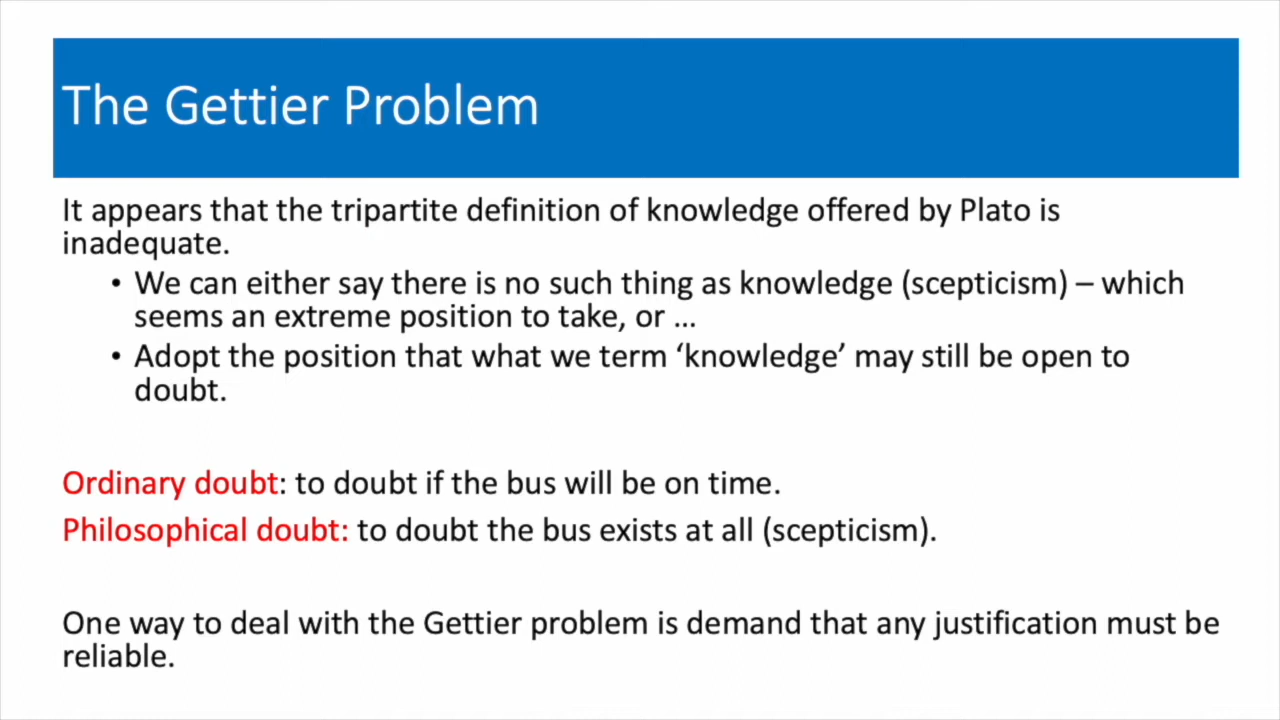 The Gettier Problem
It appears that the tripartite definition of knowledge offered by Plato is
inadequate.
• We can either say there is no such thing as knowledge (scepticism) – which
seems an extreme position to take, or ...
• Adopt the position that what we term ‘knowledge’ may still be open to
doubt.
Ordinary doubt: to doubt if the bus will be on time.
Philosophical doubt: to doubt the bus exists at all (scepticism).
One way to deal with the Gettier problem is demand that any justification must be
reliable.